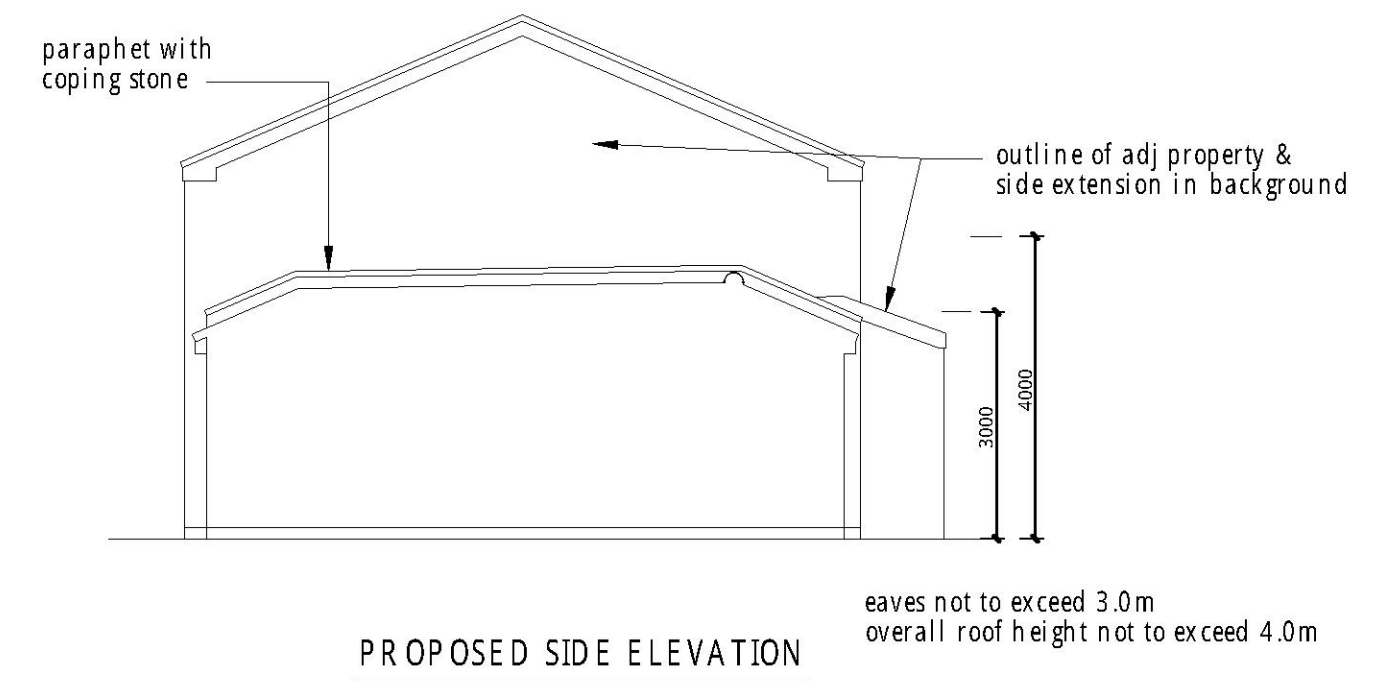 paraphet with
coping stone
outline of adj property &
side extension in background
4000
3000
eaves not to exceed 3.0m
overall roof height not to exceed 4.0m
PROPOSED SIDE ELEVATION